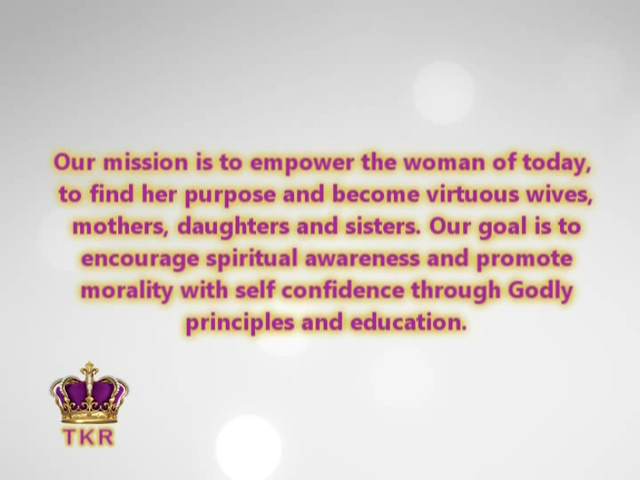 Our mission is to empower the woman of today,
to find her purpose and become virtuous wives,
mothers, daughters and sisters. Our goal is to
encourage spiritual awareness and promote
morality with self confidence through Godly
principles and education.
TKR